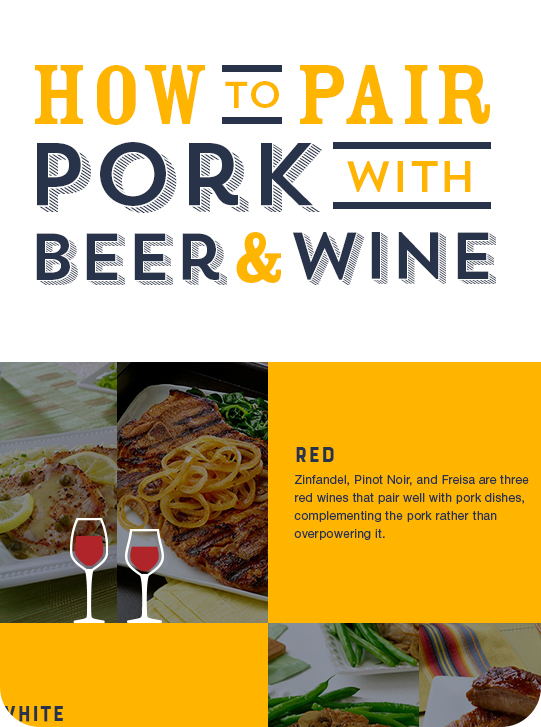 HOW TO PAIR
PORK WITH
BEER & WINE
RED
Zinfandel, Pinot Noir, and Freisa are three
red wines that pair well with pork dishes,
complementing the pork rather than
overpowering it.
WHITE